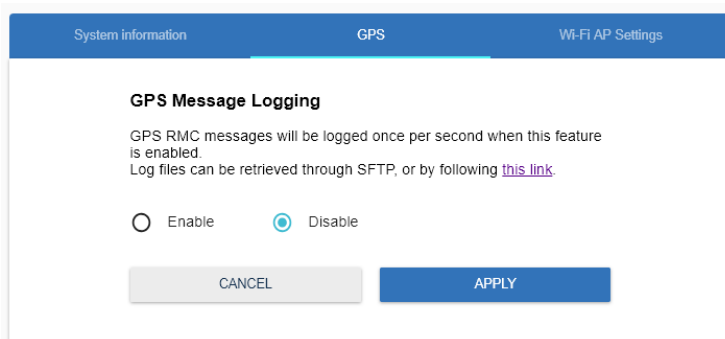 System information
GPS
Wi-Fi AP Settings
GPS Message Logging
GPS RMC messages will be logged once per second when this feature
is enabled.
Log files can be retrieved through SFTP, or by following this link.
Enable
Disable
CANCEL
APPLY